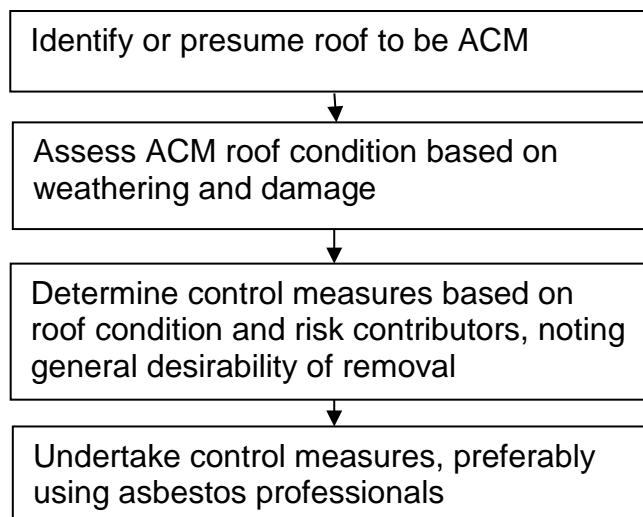 Identify or presume roof to be ACM
Assess ACM roof condition based on
weathering and damage
Determine control measures based on
roof condition and risk contributors, noting
general desirability of removal
Undertake control measures, preferably
using asbestos professionals